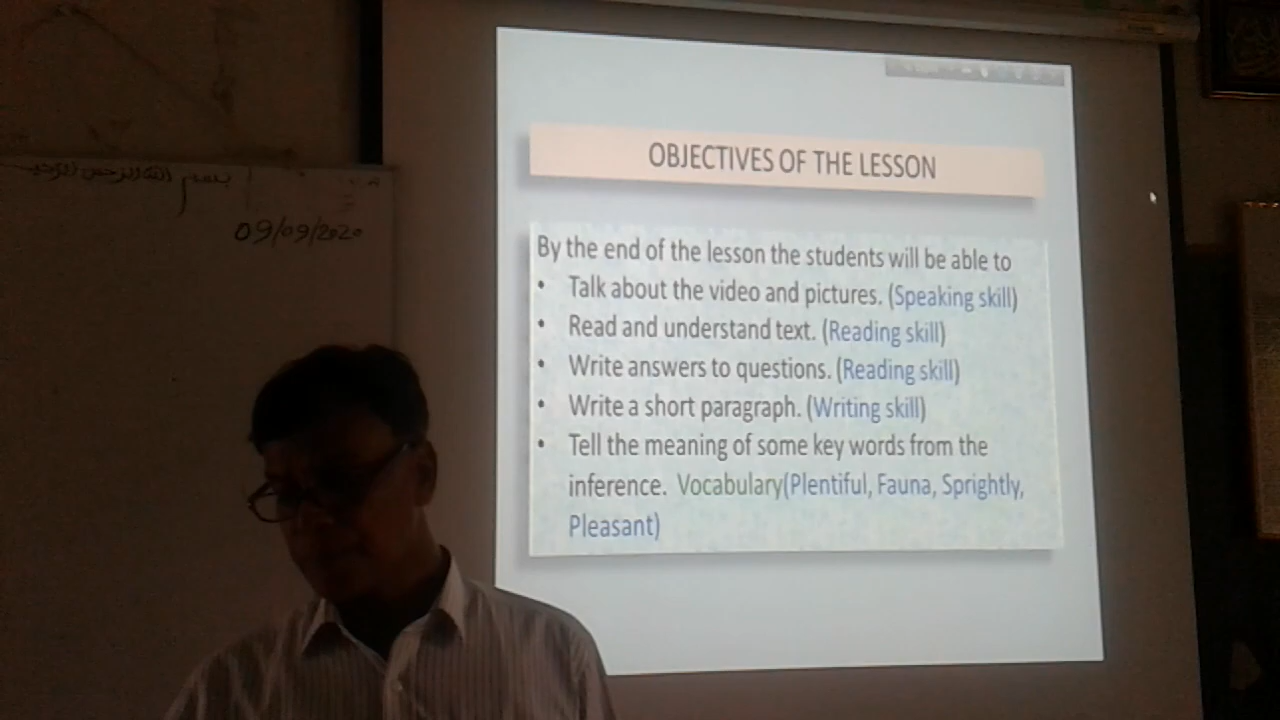 بسم الله الرحمن الرحيم
09/09/2020
OBJECTIVES OF THE LESSON
By the end of the lesson the students will be able to
• Talk about the video and pictures. (Speaking skill)
• Read and understand text. (Reading skill)
• Write answers to questions. (Reading skill)
• Write a short paragraph. (Writing skill)
• Tell the meaning of some key words from the
inference. Vocabulary(Plentiful, Fauna, Sprightly,
Pleasant)